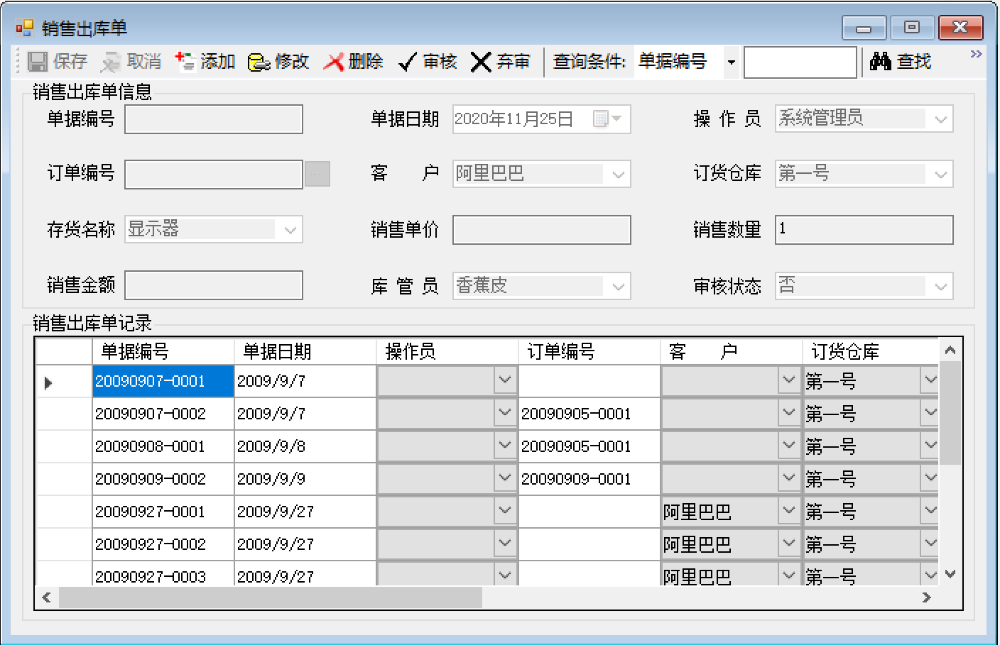 销售出库单
保存 取消 添加 修改 删除 审核 弃审 查询条件: 单据编号 查找
销售出库单信息
单据编号 单据日期 2020年11月25日 操 作 员 系统管理员
订单编号 ... 客 户 阿里巴巴 订货仓库 第一号
存货名称 显示器 销售单价 销售数量 1
销售金额 库 管 员 香蕉皮 审核状态 否
销售出库单记录
单据编号 单据日期 操作员 订单编号 客 户 订货仓库
20090907-0001 2009/9/7 第一号
20090907-0002 2009/9/7 20090905-0001 第一号
20090908-0001 2009/9/8 20090905-0001 第一号
20090909-0002 2009/9/9 20090909-0001 第一号
20090927-0001 2009/9/27 阿里巴巴 第一号
20090927-0002 2009/9/27 阿里巴巴 第一号
20090927-0003 2009/9/27 阿里巴巴 第一号